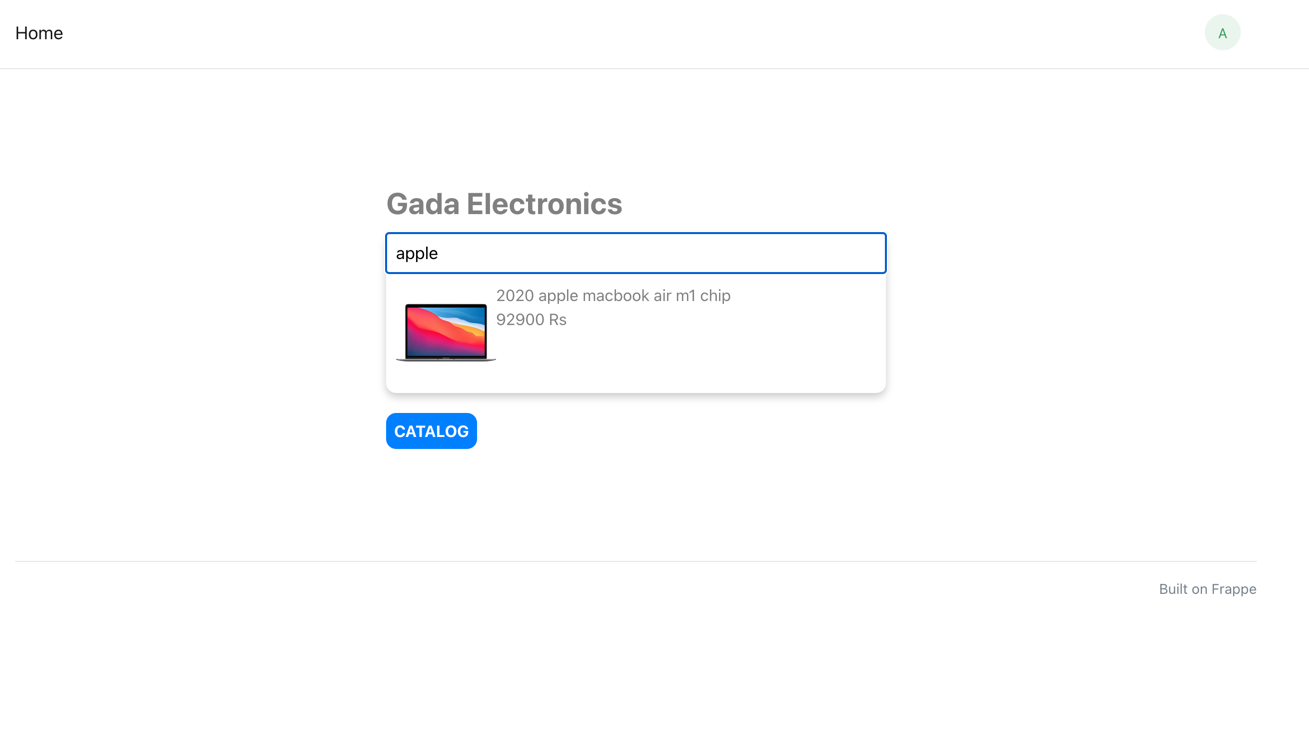 Home
A
Gada Electronics
apple
2020 apple macbook air m1 chip
92900 Rs
CATALOG
Built on Frappe